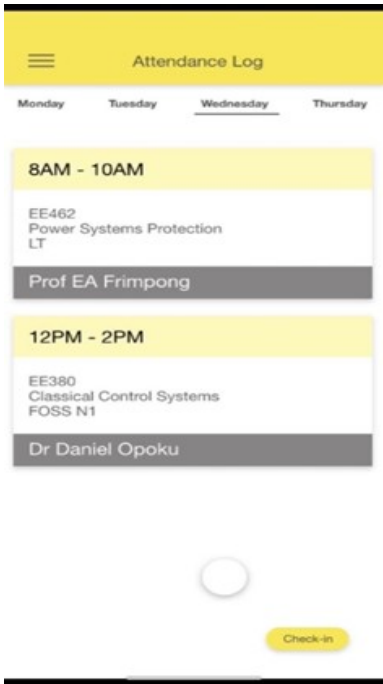 Attendance Log
Monday Tuesday Wednesday Thursday
8AM - 10AM
EE462
Power Systems Protection
LT
Prof EA Frimpong
12PM - 2PM
EE380
Classical Control Systems
FOSS N1
Dr Daniel Opoku
Check-in